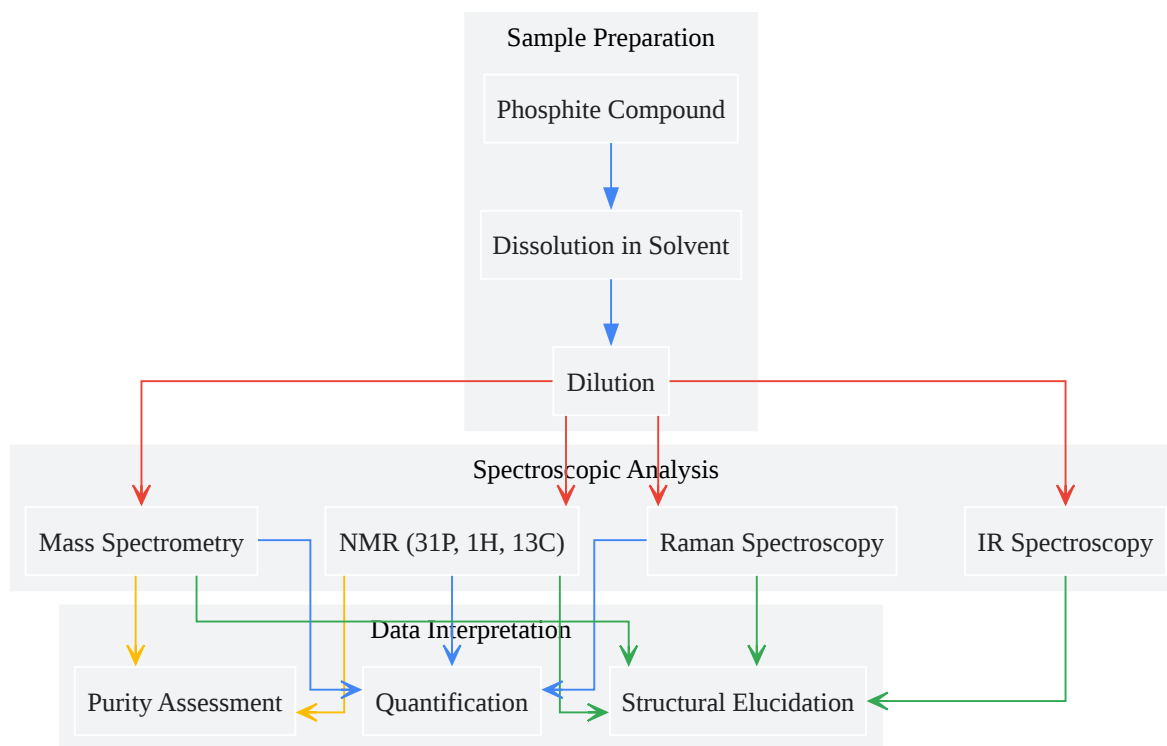 Sample Preparation
Phosphite Compound
Dissolution in Solvent
Dilution
Spectroscopic Analysis
Mass Spectrometry
NMR (31P, 1H, 13C)
Raman Spectroscopy
IR Spectroscopy
Data Interpretation
Purity Assessment
Quantification
Structural Elucidation